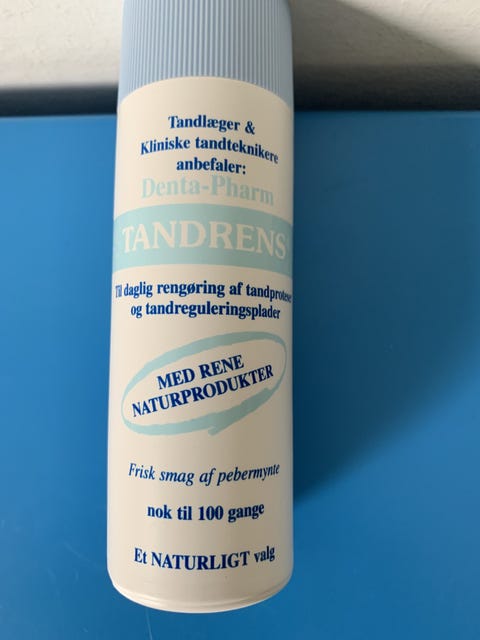 Tandlæger &
Kliniske tandteknikere
anbefaler:
Denta-Pharm
TANDRENS
Til daglig rengøring af tandproteser
og tandreguleringsplader
MED RENE
NATURPRODUKTER
Frisk smag af pebermynte
nok til 100 gange
Et NATURLIGT valg